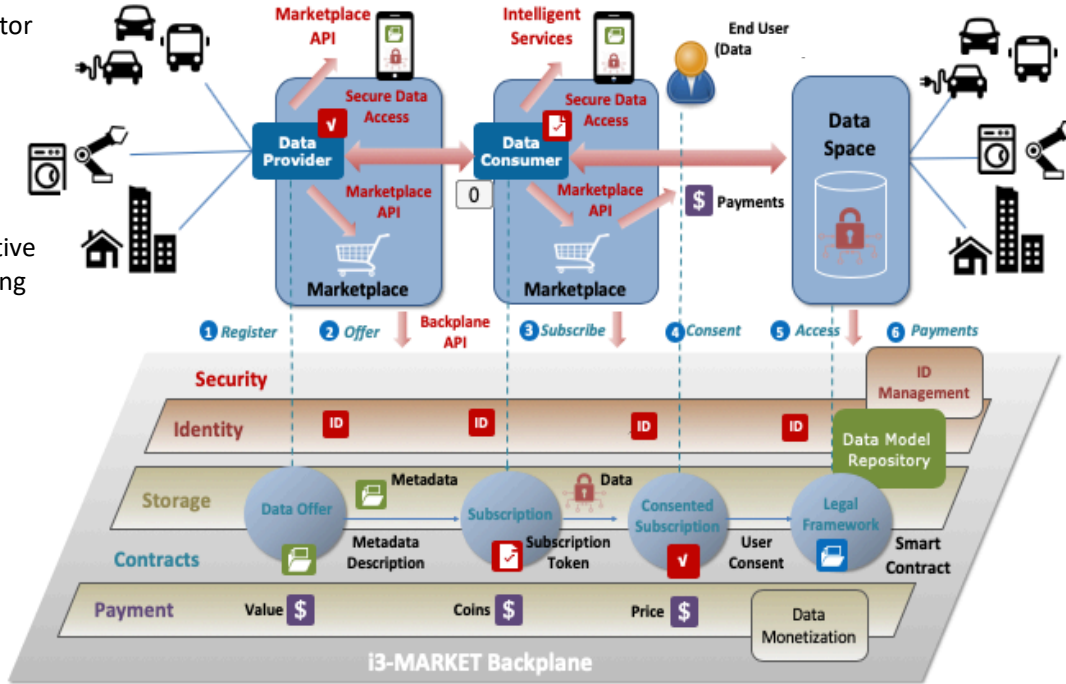 tor
tive
ing
Marketplace
API
Intelligent
Services
End User
(Data
Secure Data
Access
Secure Data
Access
√
Data
Provider
Data
Consumer
Data
Space
Marketplace
API
0
Marketplace
API
$ Payments
Marketplace
Marketplace
1 Register
2 Offer
Backplane
API
3 Subscribe
4 Consent
5 Access
6 Payments
Security
ID
Management
Identity
ID
ID
ID
ID
Data Model
Repository
Storage
Metadata
Data
Data Offer
Subscription
Consented
Subscription
Legal
Framework
Contracts
Metadata
Description
Subscription
Token
√
User
Consent
Smart
Contract
Payment
Value $
Coins $
Price $
Data
Monetization
i3-MARKET Backplane